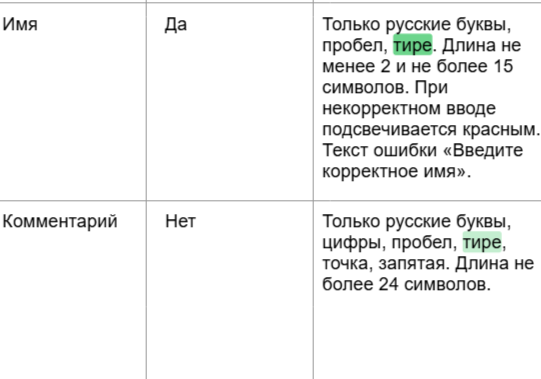 Имя
Да
Только русские буквы,
пробел, тире. Длина не
менее 2 и не более 15
символов. При
некорректном вводе
подсвечивается красным.
Текст ошибки «Введите
корректное имя».
Комментарий
Нет
Только русские буквы,
цифры, пробел, тире,
точка, запятая. Длина не
более 24 символов.